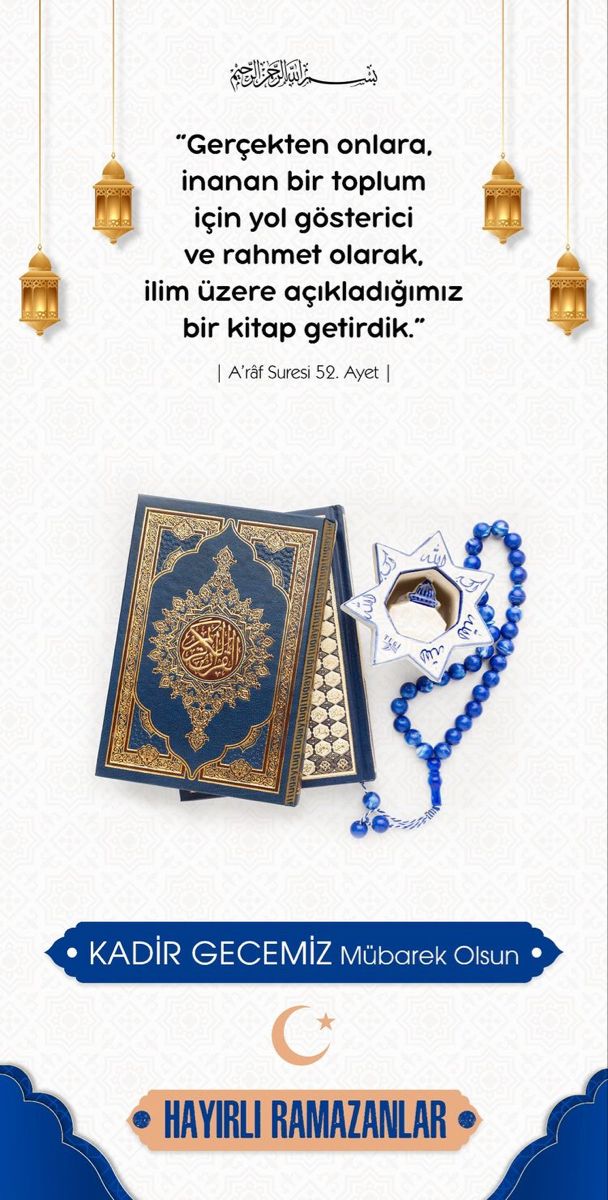 بسم الله الرحمن الرحيم
“Gerçekten onlara,
inanan bir toplum
için yol gösterici
ve rahmet olarak,
ilim üzere açıkladığımız
bir kitap getirdik.”
| A’râf Suresi 52. Ayet |
الله
KADİR GECEMİZ Mübarek Olsun
HAYIRLI RAMAZANLAR